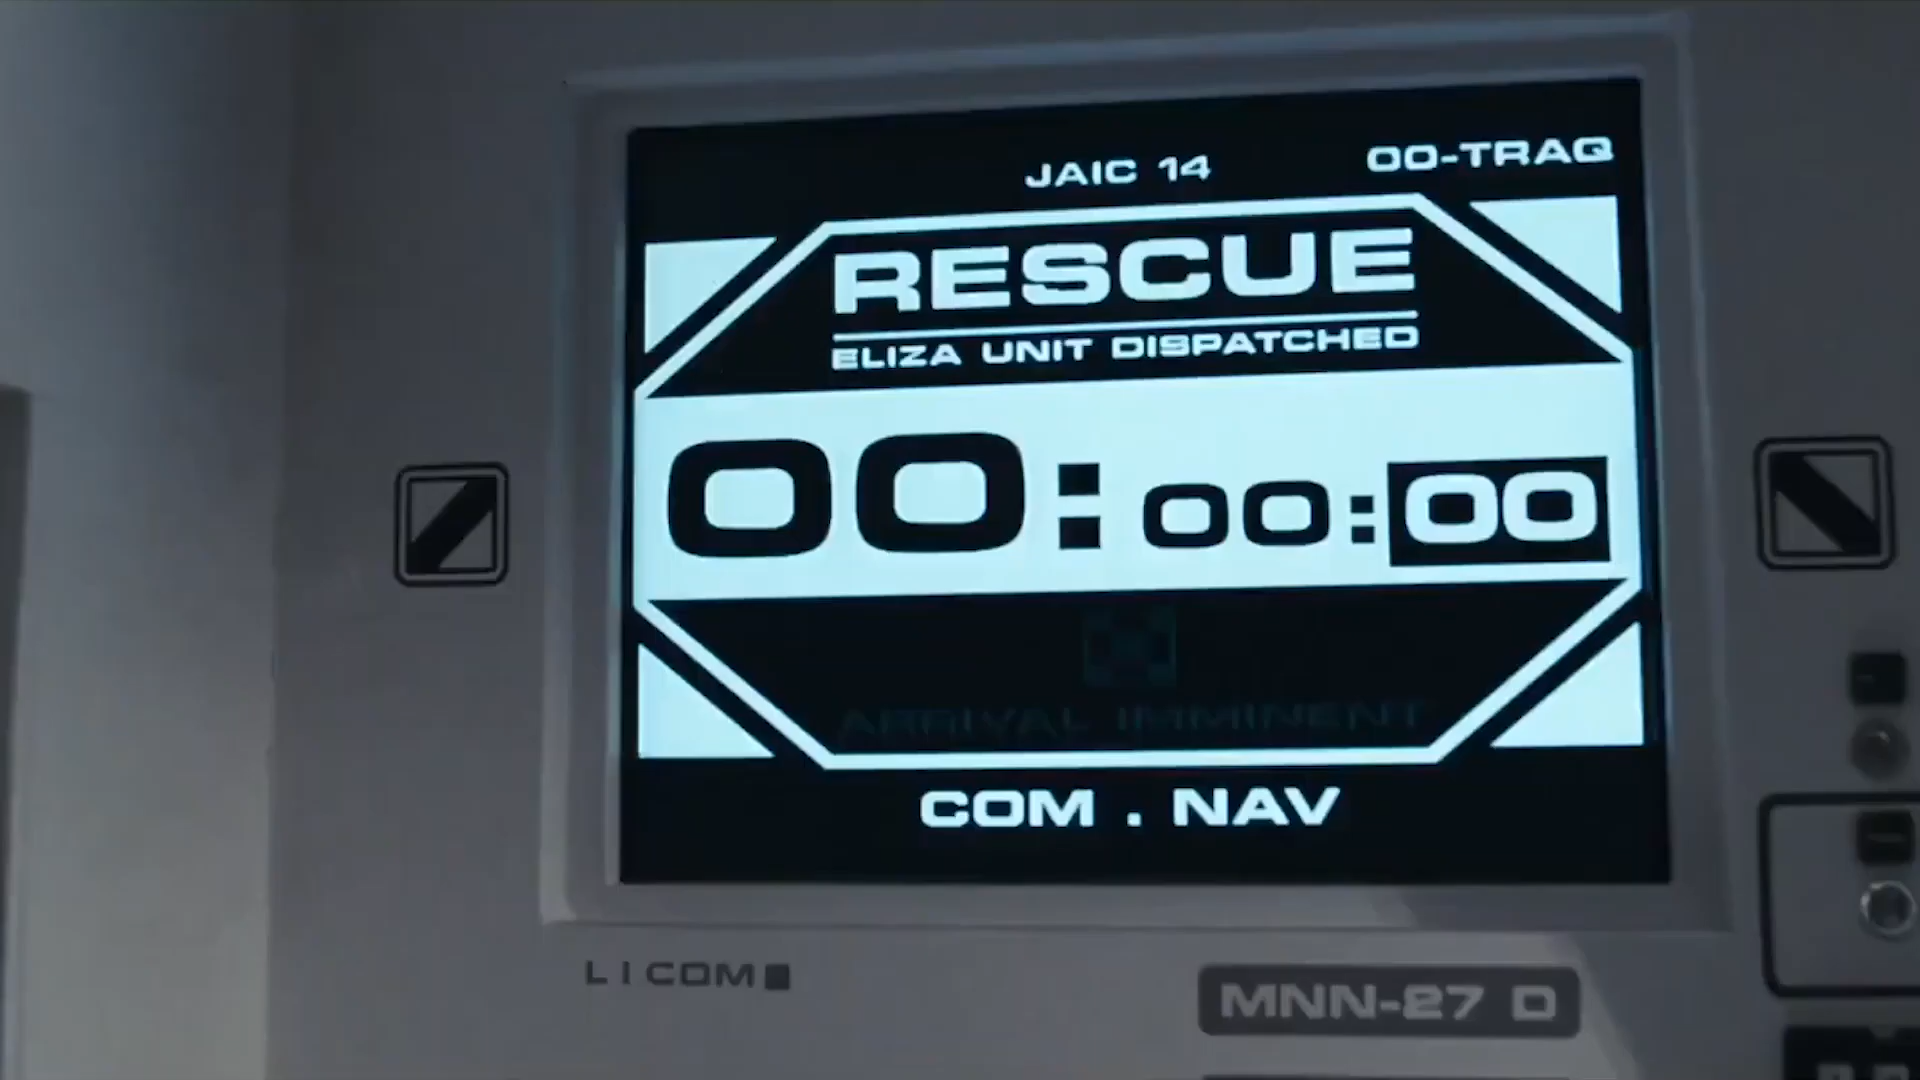 JAIC 14
00-TRAQ
RESCUE
ELIZA UNIT DISPATCHED
00:00:00
ARRIVAL IMMINENT
COM . NAV
LICOM
MNN-27 D